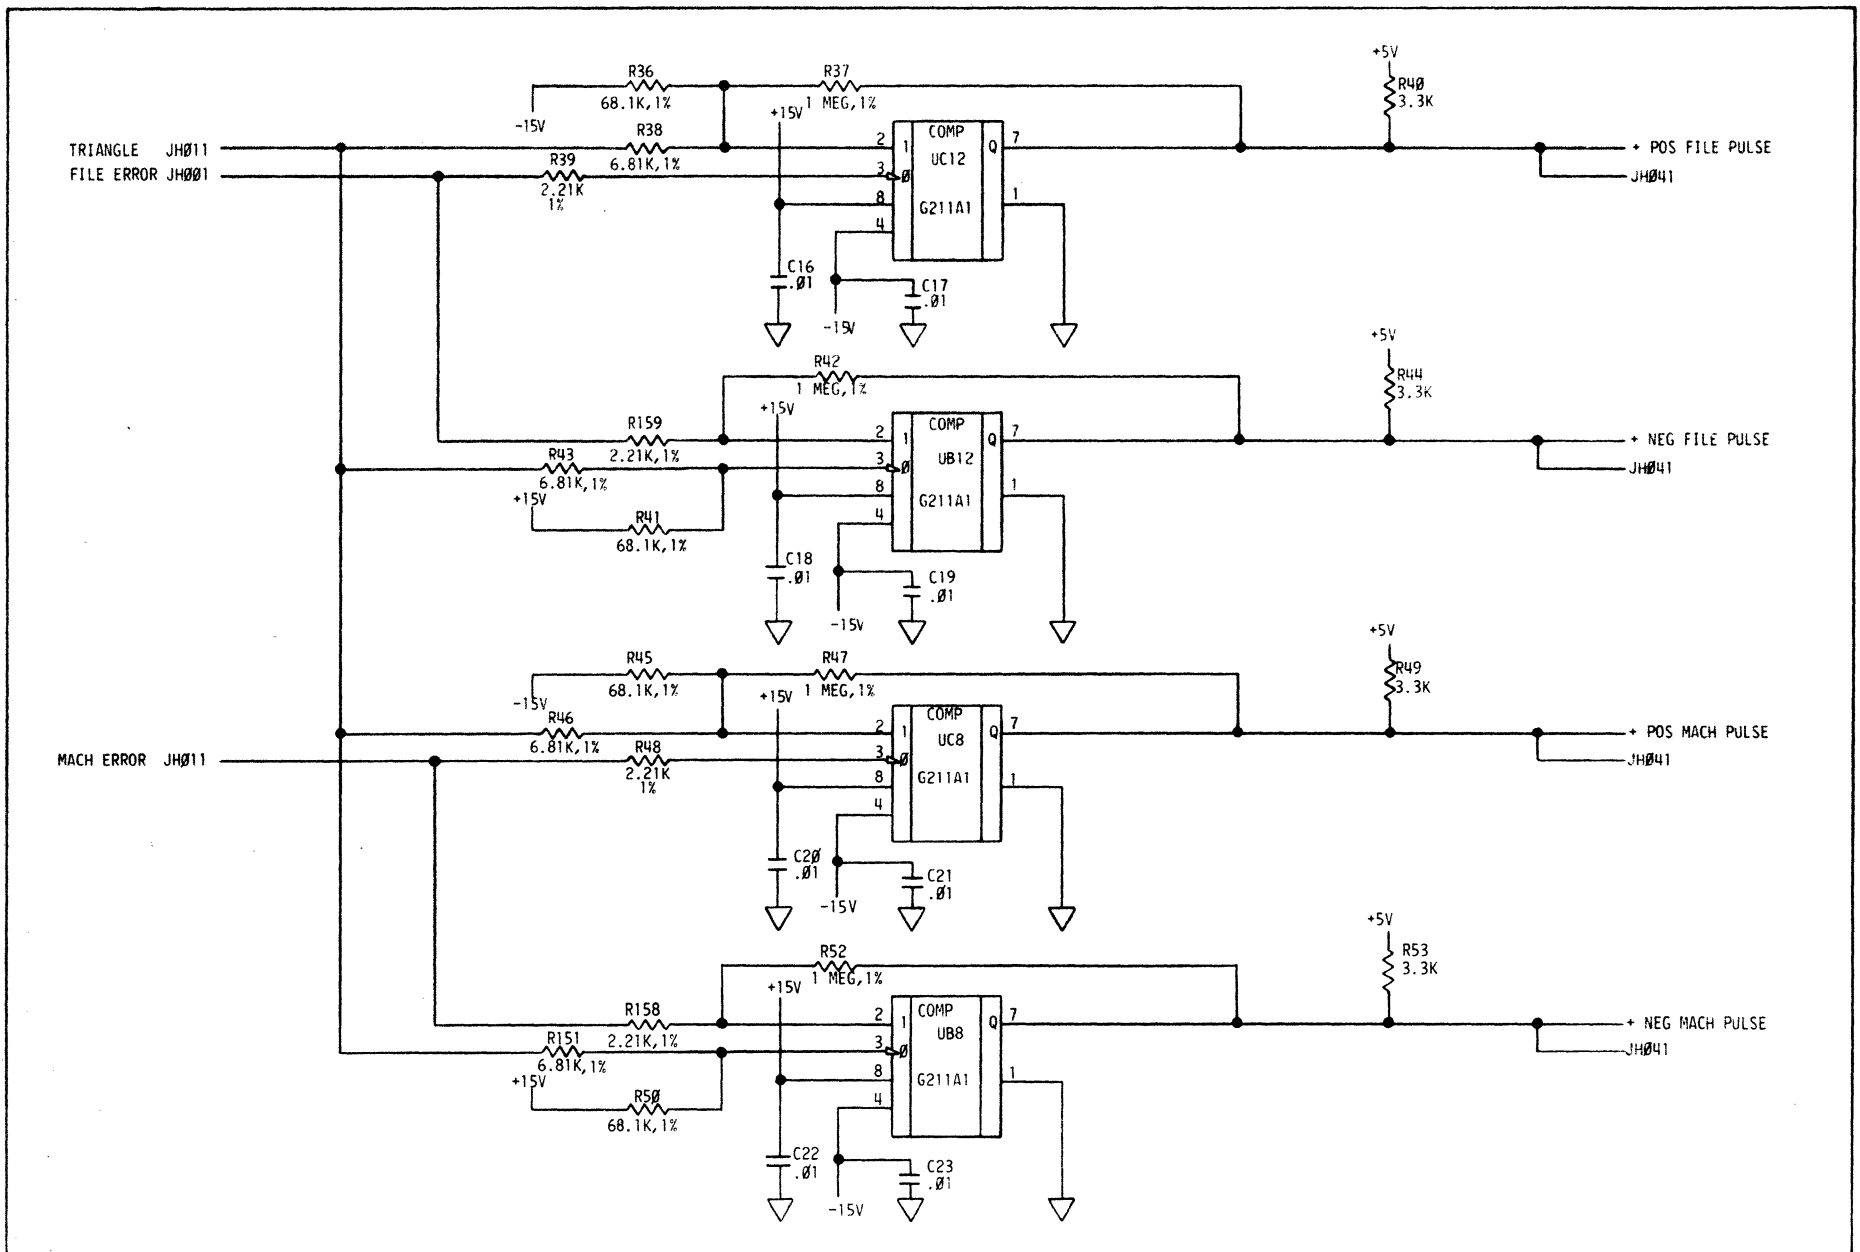 +5V
R36
R37
R4Ø
3.3K
68.1K,1%
1 MEG,1%
+15V
-15V
R38
COMP
TRIANGLE JHØ11
6.81K,1%
2
1
UC12
Q
7
+ POS FILE PULSE
FILE ERROR JHØØ1
R39
2.21K
1%
3
Ø
JHØ41
8
G211A1
1
4
C16
.Ø1
C17
.Ø1
-15V
+5V
R42
1 MEG,1%
R44
3.3K
+15V
R159
COMP
2.21K,1%
2
1
Q
7
+ NEG FILE PULSE
R43
6.81K,1%
3
Ø
UB12
JHØ41
+15V
8
G211A1
1
R41
68.1K,1%
4
C18
.Ø1
C19
.Ø1
-15V
+5V
R45
R47
R49
3.3K
68.1K,1%
1 MEG,1%
+15V
-15V
R46
COMP
6.81K,1%
2
1
UC8
Q
7
+ POS MACH PULSE
MACH ERROR JHØ11
R48
2.21K
1%
3
Ø
JHØ41
8
G211A1
1
4
C2Ø
.Ø1
C21
.Ø1
-15V
+5V
R52
1 MEG,1%
R53
3.3K
+15V
R158
COMP
2.21K,1%
2
1
UB8
Q
7
+ NEG MACH PULSE
R151
6.81K,1%
3
Ø
JHØ41
+15V
8
G211A1
1
R5Ø
68.1K,1%
4
C22
.Ø1
C23
.Ø1
-15V